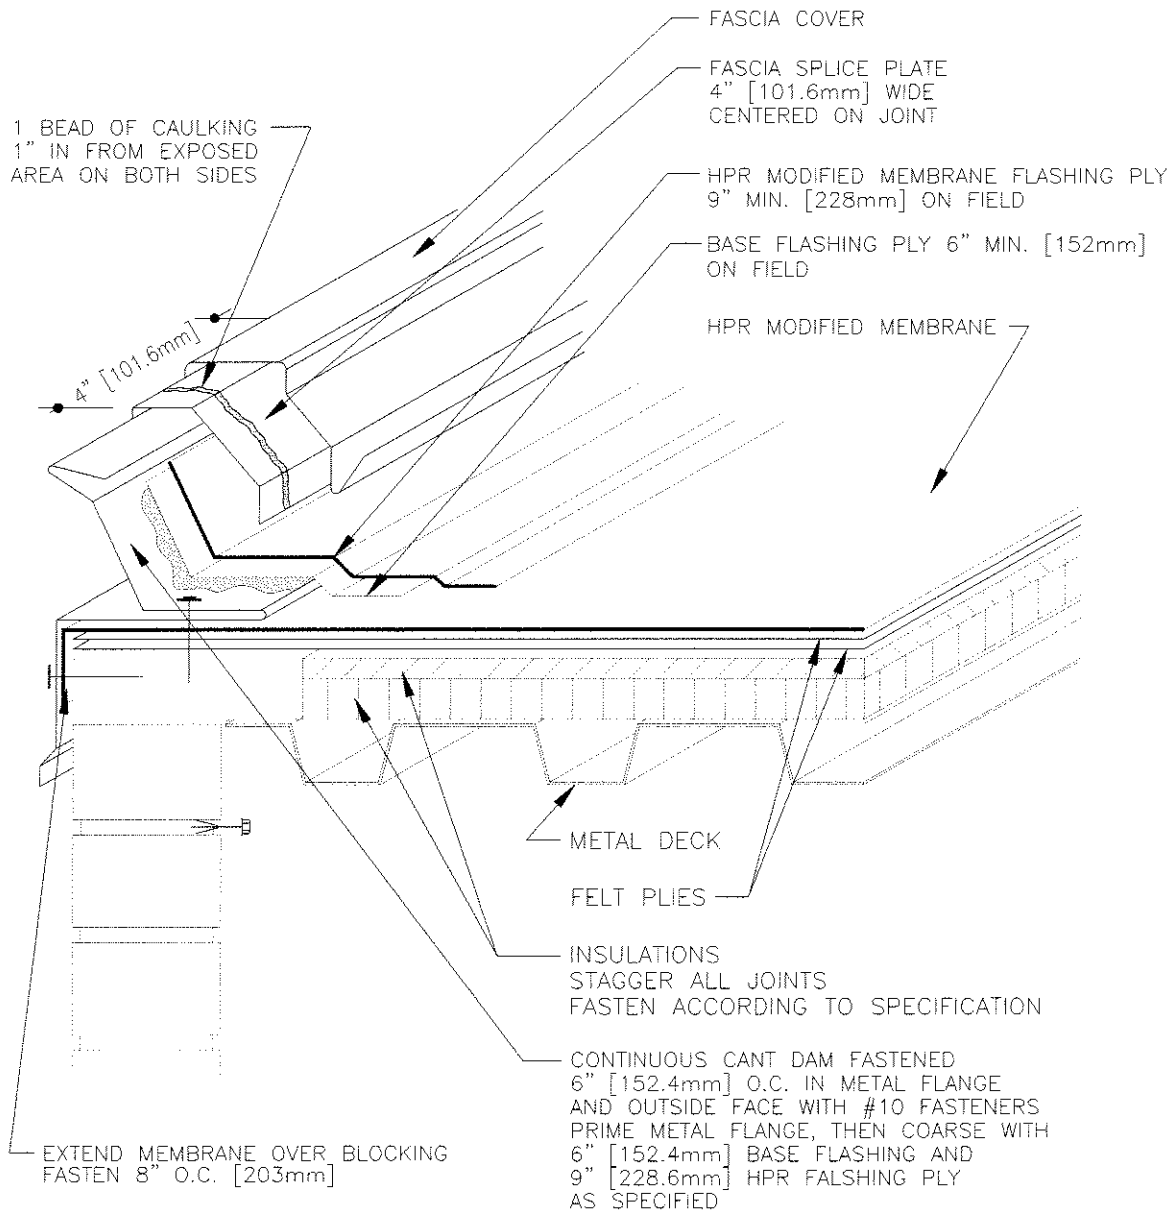 FASCIA COVER
FASCIA SPLICE PLATE
4" [101.6mm] WIDE
CENTERED ON JOINT
1 BEAD OF CAULKING
1" IN FROM EXPOSED
AREA ON BOTH SIDES
HPR MODIFIED MEMBRANE FLASHING PLY
9" MIN. [228mm] ON FIELD
BASE FLASHING PLY 6" MIN. [152mm]
ON FIELD
HPR MODIFIED MEMBRANE
4" [101.6mm]
METAL DECK
FELT PLIES
INSULATIONS
STAGGER ALL JOINTS
FASTEN ACCORDING TO SPECIFICATION
CONTINUOUS CANT DAM FASTENED
6" [152.4mm] O.C. IN METAL FLANGE
AND OUTSIDE FACE WITH #10 FASTENERS
PRIME METAL FLANGE, THEN COARSE WITH
6" [152.4mm] BASE FLASHING AND
9" [228.6mm] HPR FALSHING PLY
AS SPECIFIED
EXTEND MEMBRANE OVER BLOCKING
FASTEN 8" O.C. [203mm]